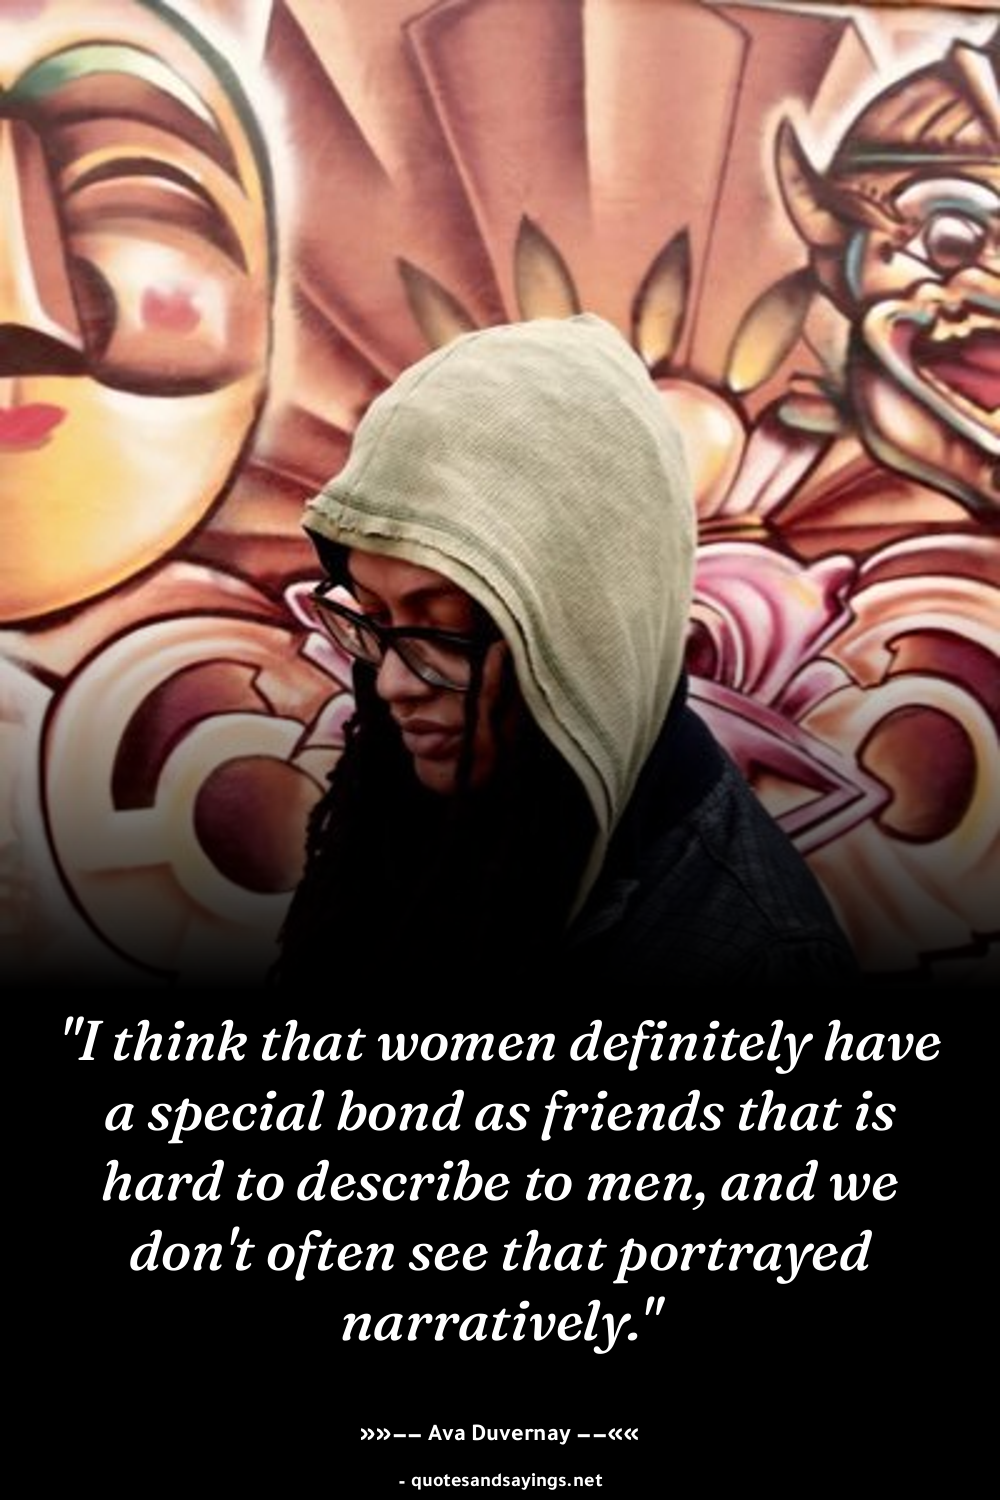 "I think that women definitely have
a special bond as friends that is
hard to describe to men, and we
don't often see that portrayed
narratively."
»»−− Ava Duvernay −−««
- quotesandsayings.net